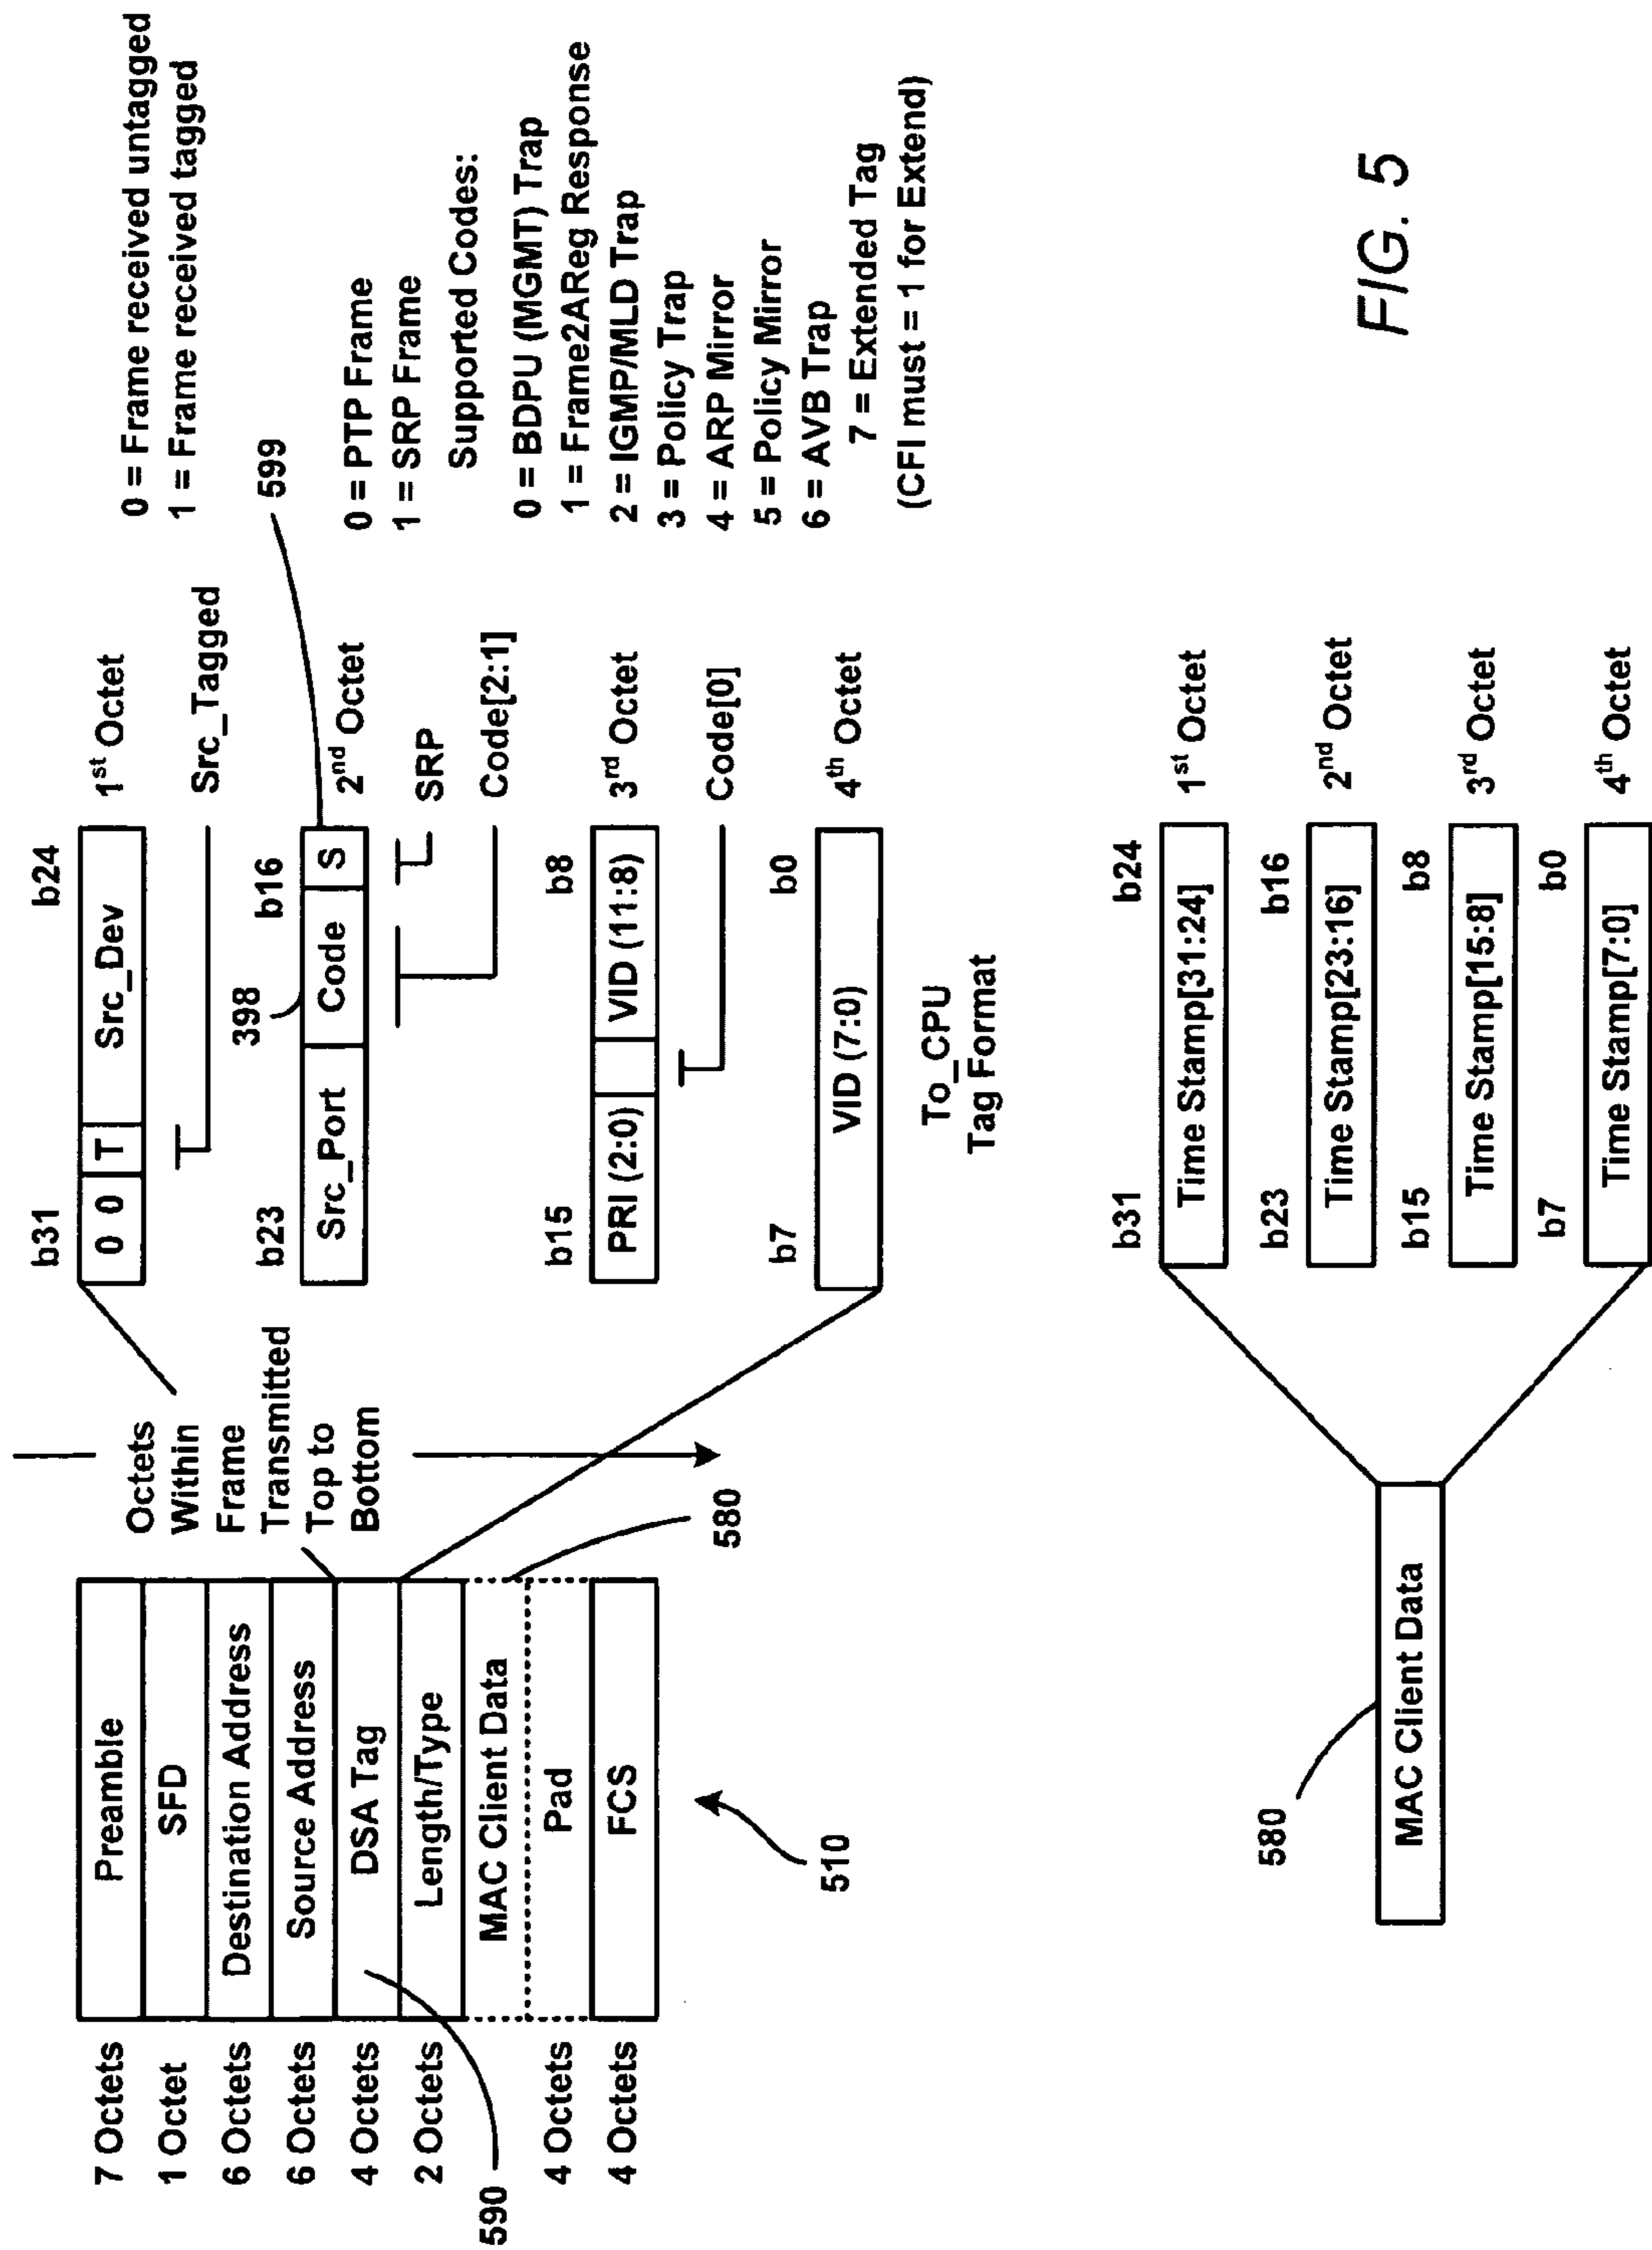 7 Octets Preamble
1 Octet SFD
6 Octets Destination Address
6 Octets Source Address
4 Octets DSA Tag
2 Octets Length/Type
MAC Client Data
4 Octets Pad
4 Octets FCS
590
510
580
Octets
Within
Frame
Transmitted
Top to
Bottom
b31 b24
0 0 T Src_Dev 1st Octet
Src_Tagged
0 = Frame received untagged
1 = Frame received tagged
398
599
b23 b16
Src_Port Code S 2nd Octet
SRP
Code[2:1]
0 = PTP Frame
1 = SRP Frame
Supported Codes:
0 = BDPU (MGMT) Trap
1 = Frame2AReg Response
2 = IGMP/MLD Trap
3 = Policy Trap
4 = ARP Mirror
5 = Policy Mirror
6 = AVB Trap
7 = Extended Tag
(CFI must = 1 for Extend)
b15 b8
PRI (2:0) VID (11:8) 3rd Octet
Code[0]
b7 b0
VID (7:0) 4th Octet
To_CPU
Tag Format
580
MAC Client Data
b31 b24
Time Stamp[31:24] 1st Octet
b23 b16
Time Stamp[23:16] 2nd Octet
b15 b8
Time Stamp[15:8] 3rd Octet
b7 b0
Time Stamp[7:0] 4th Octet
FIG. 5